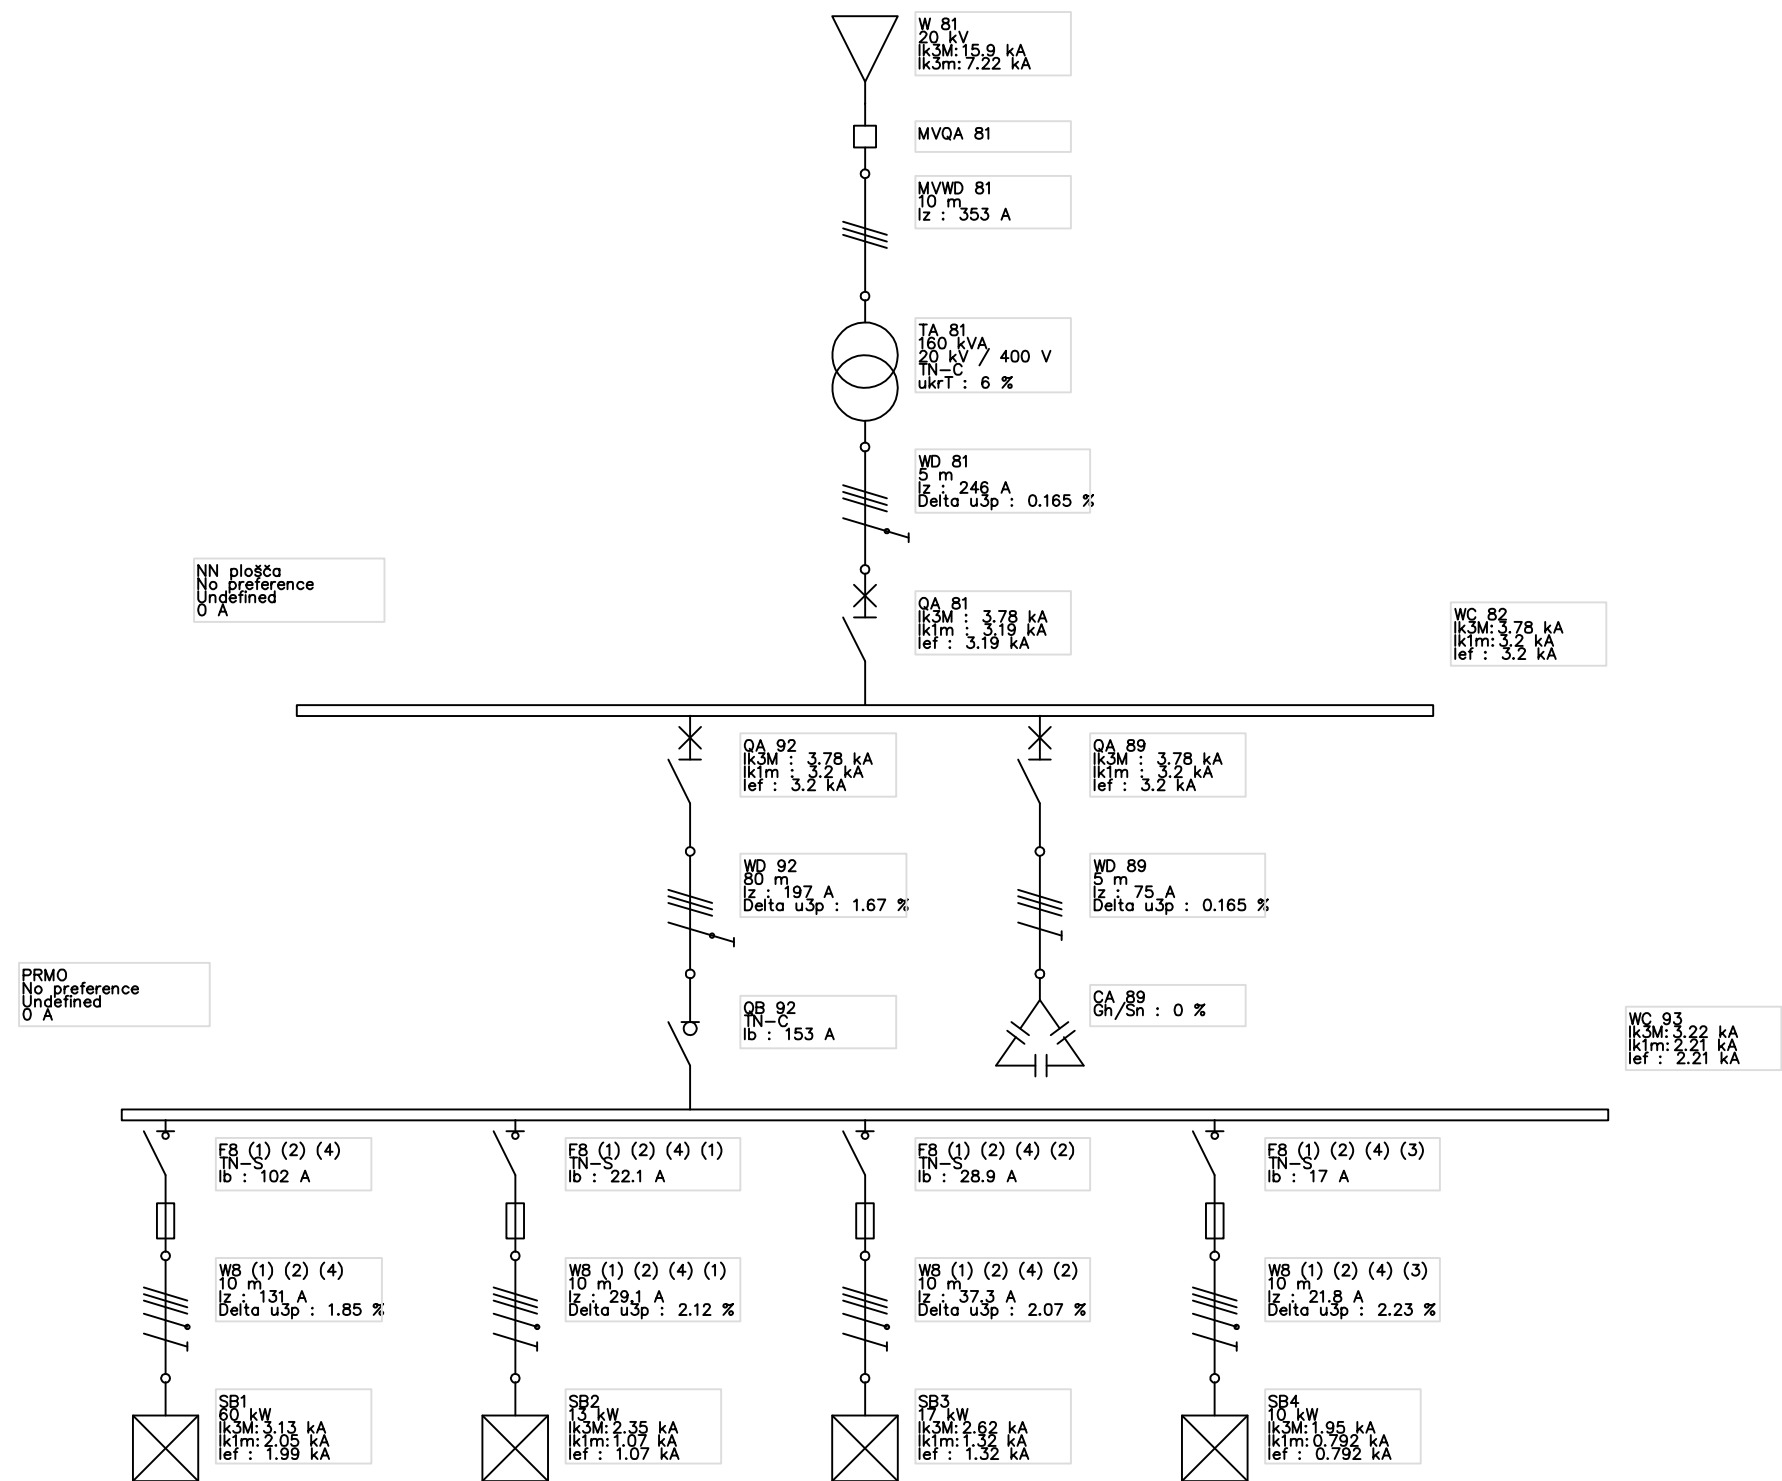 W 81
20 kV
Ik3M:15.9 kA
Ik3m:7.22 kA
MVQA 81
MVWD 81
10 m
Iz : 353 A
TA 81
160 kVA
20 kV / 400 V
TN-C
ukrT : 6 %
WD 81
5 m
Iz : 246 A
Delta u3p : 0.165 %
NN plošča
No preference
Undefined
0 A
QA 81
Ik3M : 3.78 kA
Ik1m : 3.19 kA
Ief : 3.19 kA
WC 82
Ik3M:3.78 kA
Ik1m:3.2 kA
Ief : 3.2 kA
QA 92
Ik3M : 3.78 kA
Ik1m : 3.2 kA
Ief : 3.2 kA
QA 89
Ik3M : 3.78 kA
Ik1m : 3.2 kA
Ief : 3.2 kA
WD 92
80 m
Iz : 197 A
Delta u3p : 1.67 %
WD 89
5 m
Iz : 75 A
Delta u3p : 0.165 %
PRMO
No preference
Undefined
0 A
QB 92
TN-C
Ib : 153 A
CA 89
Gh/Sn : 0 %
WC 93
Ik3M:3.22 kA
Ik1m:2.21 kA
Ief : 2.21 kA
F8 (1) (2) (4)
TN-S
Ib : 102 A
F8 (1) (2) (4) (1)
TN-S
Ib : 22.1 A
F8 (1) (2) (4) (2)
TN-S
Ib : 28.9 A
F8 (1) (2) (4) (3)
TN-S
Ib : 17 A
W8 (1) (2) (4)
10 m
Iz : 131 A
Delta u3p : 1.85 %
W8 (1) (2) (4) (1)
10 m
Iz : 29.1 A
Delta u3p : 2.12 %
W8 (1) (2) (4) (2)
10 m
Iz : 37.3 A
Delta u3p : 2.07 %
W8 (1) (2) (4) (3)
10 m
Iz : 21.8 A
Delta u3p : 2.23 %
SB1
60 kW
Ik3M:3.13 kA
Ik1m:2.05 kA
Ief : 1.99 kA
SB2
13 kW
Ik3M:2.35 kA
Ik1m:1.07 kA
Ief : 1.07 kA
SB3
17 kW
Ik3M:2.62 kA
Ik1m:1.32 kA
Ief : 1.32 kA
SB4
10 kW
Ik3M:1.95 kA
Ik1m:0.792 kA
Ief : 0.792 kA